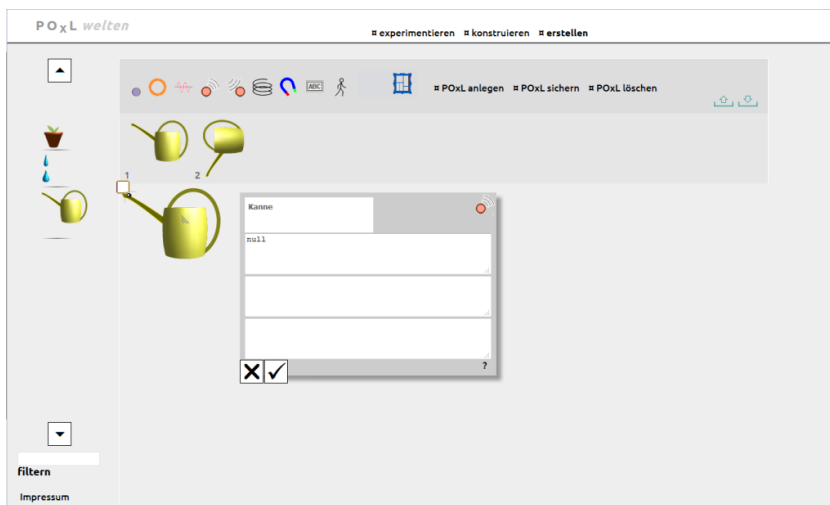 POXL welten
¤ experimentieren ¤ konstruieren ¤ erstellen
ABC
¤ POxL anlegen ¤ POxL sichern ¤ POxL löschen
1 2
Kanne
null
?
filtern
Impressum